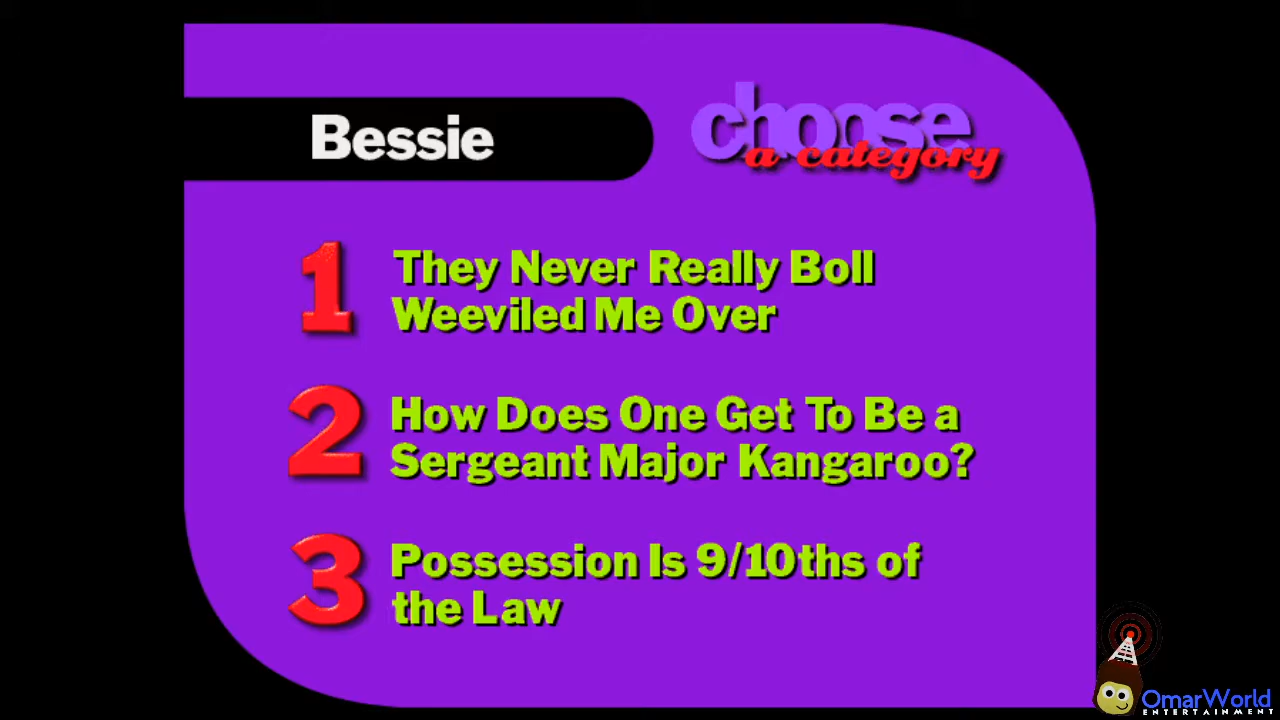 Bessie
choose
a category
1 They Never Really Boll
Weeviled Me Over
2 How Does One Get To Be a
Sergeant Major Kangaroo?
3 Possession Is 9/10ths of
the Law
OmarWorld
ENTERTAINMENT